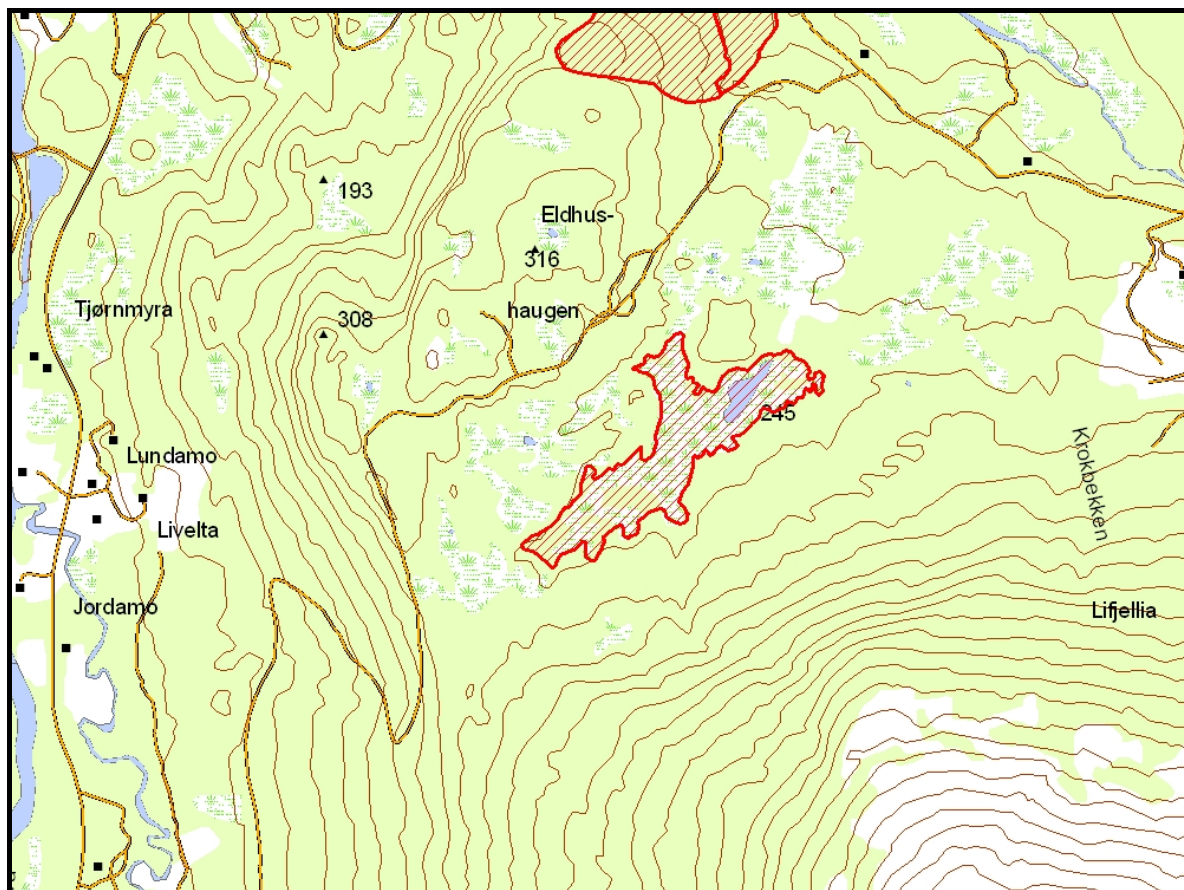 193
Eldhus-
316
Tjørnmyra
308
haugen
245
Krokbekken
Lundamo
Livelta
Jordamo
Lifjellia